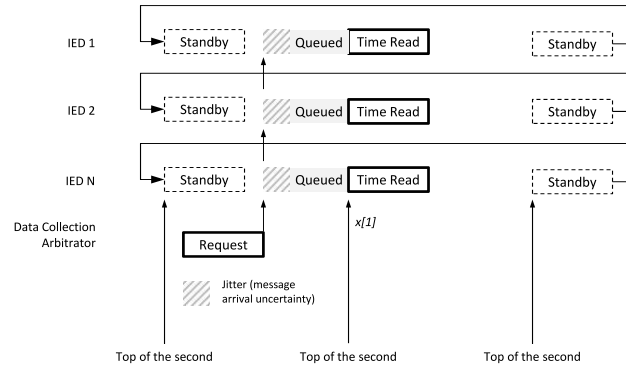 IED 1
Standby
Queued
Time Read
Standby
IED 2
Standby
Queued
Time Read
Standby
IED N
Standby
Queued
Time Read
Standby
Data Collection
Arbitrator
Request
x[1]
Jitter (message
arrival uncertainty)
Top of the second
Top of the second
Top of the second